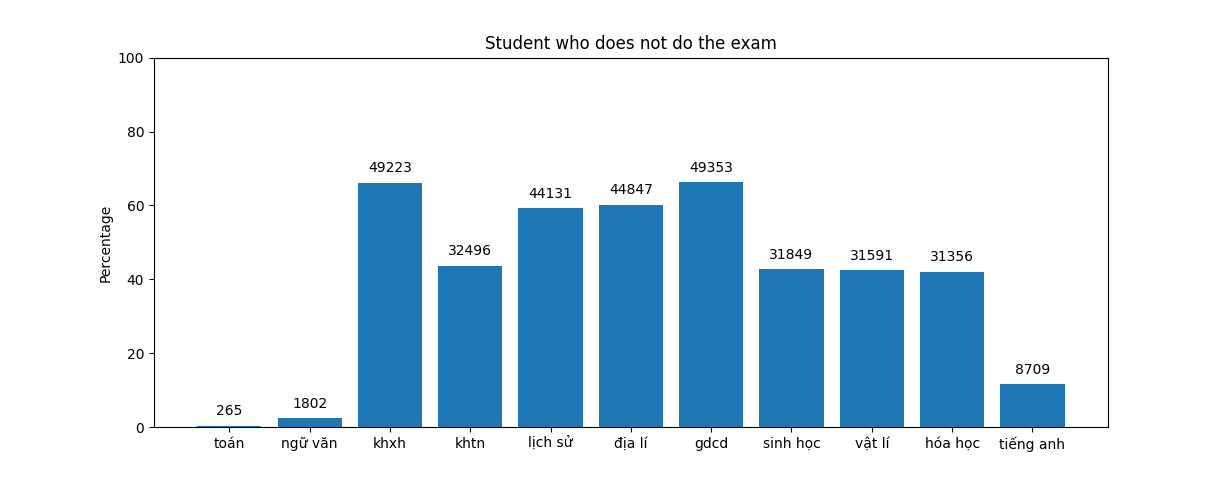 Student who does not do the exam
Percentage
100
80
60
40
20
0
265
1802
49223
32496
44131
44847
49353
31849
31591
31356
8709
toán
ngữ văn
khxh
khtn
lịch sử
địa lí
gdcd
sinh học
vật lí
hóa học
tiếng anh